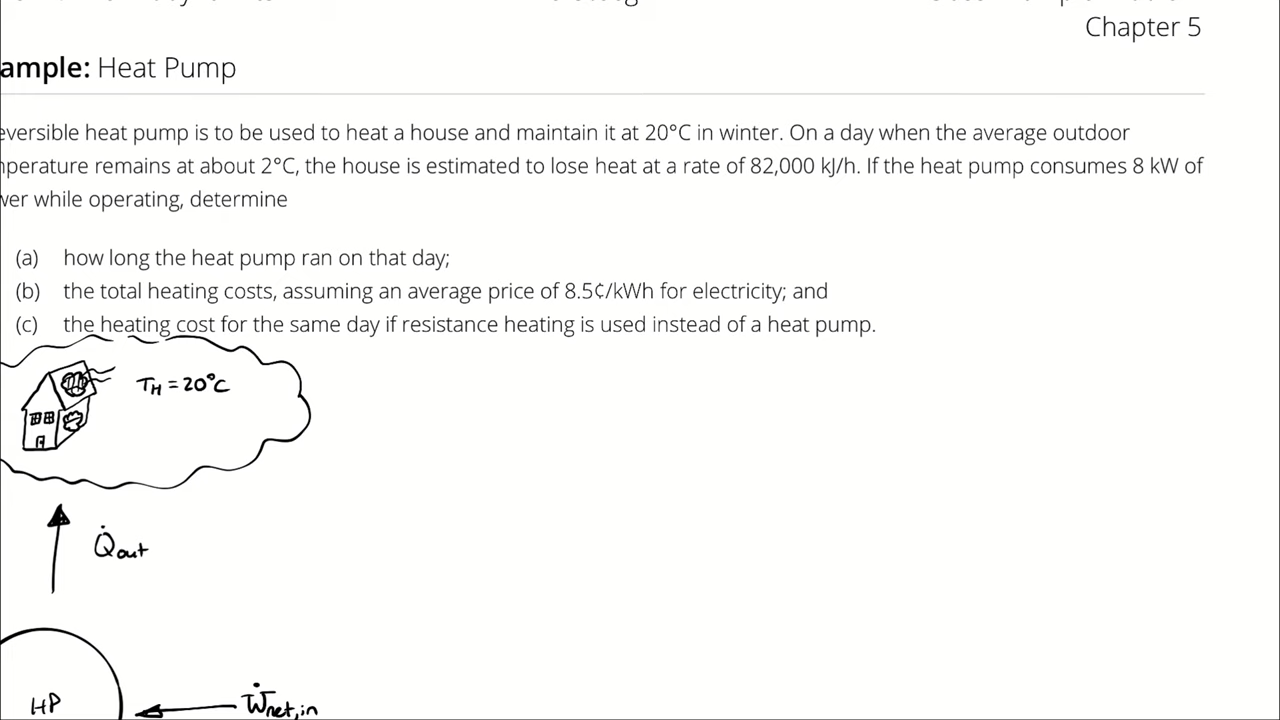 Chapter 5
ample: Heat Pump
eversible heat pump is to be used to heat a house and maintain it at 20°C in winter. On a day when the average outdoor
nperature remains at about 2°C, the house is estimated to lose heat at a rate of 82,000 kJ/h. If the heat pump consumes 8 kW of
wer while operating, determine
(a) how long the heat pump ran on that day;
(b) the total heating costs, assuming an average price of 8.5¢/kWh for electricity; and
(c) the heating cost for the same day if resistance heating is used instead of a heat pump.
T_H = 20°C
Q̇out
HP
Ẇnet,in